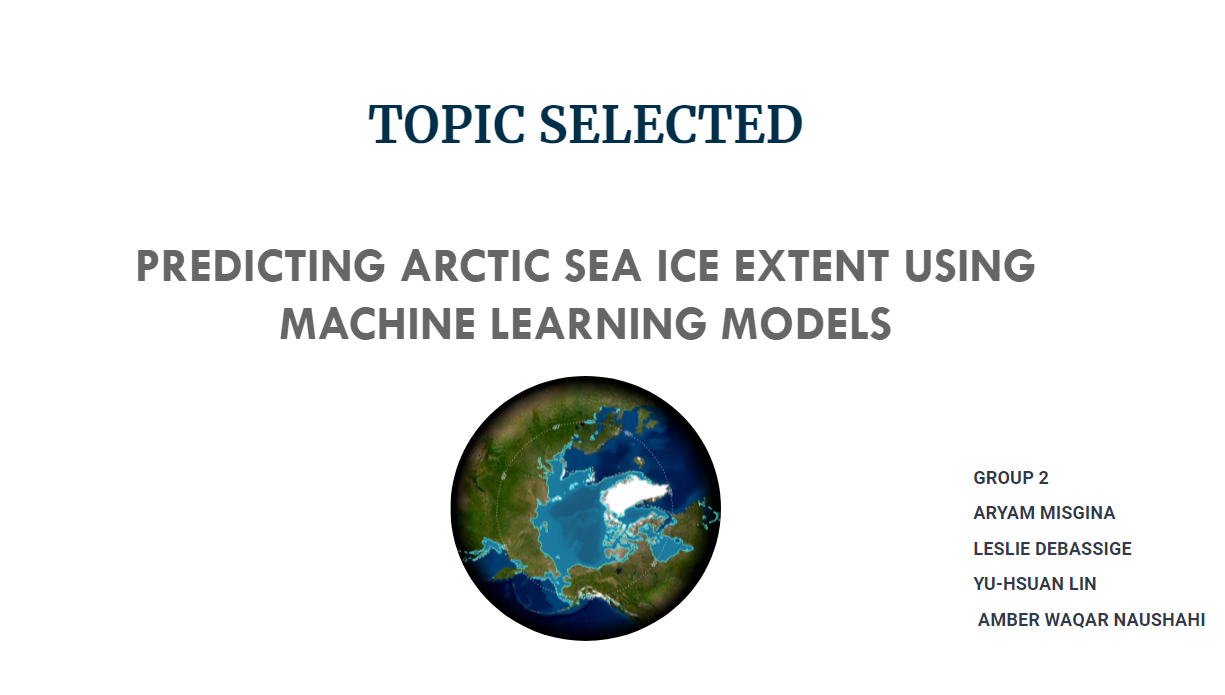 TOPIC SELECTED
PREDICTING ARCTIC SEA ICE EXTENT USING
MACHINE LEARNING MODELS
GROUP 2
ARYAM MISGINA
LESLIE DEBASSIGE
YU-HSUAN LIN
AMBER WAQAR NAUSHAHI